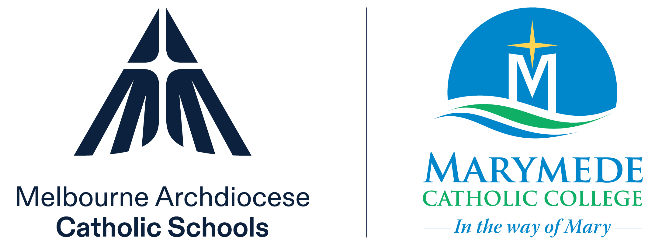 Melbourne Archdiocese
Catholic Schools
M
MARYMEDE
CATHOLIC COLLEGE
In the way of Mary